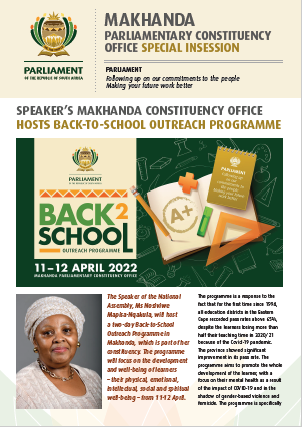 PARLIAMENT
OF THE REPUBLIC OF SOUTH AFRICA
MAKHANDA
PARLIAMENTARY CONSTITUENCY
OFFICE SPECIAL INSESSION
PARLIAMENT
Following up on our commitments to the people
Making your future work better
SPEAKER'S MAKHANDA CONSTITUENCY OFFICE
HOSTS BACK-TO-SCHOOL OUTREACH PROGRAMME
PARLIAMENT
OF THE REPUBLIC OF SOUTH AFRICA
BACK2
SCHOOL
OUTREACH PROGRAMME
11–12 APRIL 2022
MAKHANDA PARLIAMENTARY CONSTITUENCY OFFICE
PARLIAMENT
A+
The Speaker of the National
Assembly, Ms Nosiviwe
Mapisa-Nqakula, will host
a two-day Back-to-School
Outreach Programme in
Makhanda, which is part of her
constituency. The programme
will focus on the development
and well-being of learners
– their physical, emotional,
intellectual, social and spiritual
well-being – from 11-12 April.
The programme is a response to the
fact that for the first time since 1994,
all education districts in the Eastern
Cape recorded pass rates above 65%,
despite the learners losing more than
half their teaching time in 2020/21
because of the Covid-19 pandemic.
The province showed significant
improvement in its pass rate. The
programme aims to promote the whole
development of the learner, with a
focus on their mental health as a result
of the impact of COVID-19 and in the
shadow of gender-based violence and
femicide. The programme is specifically